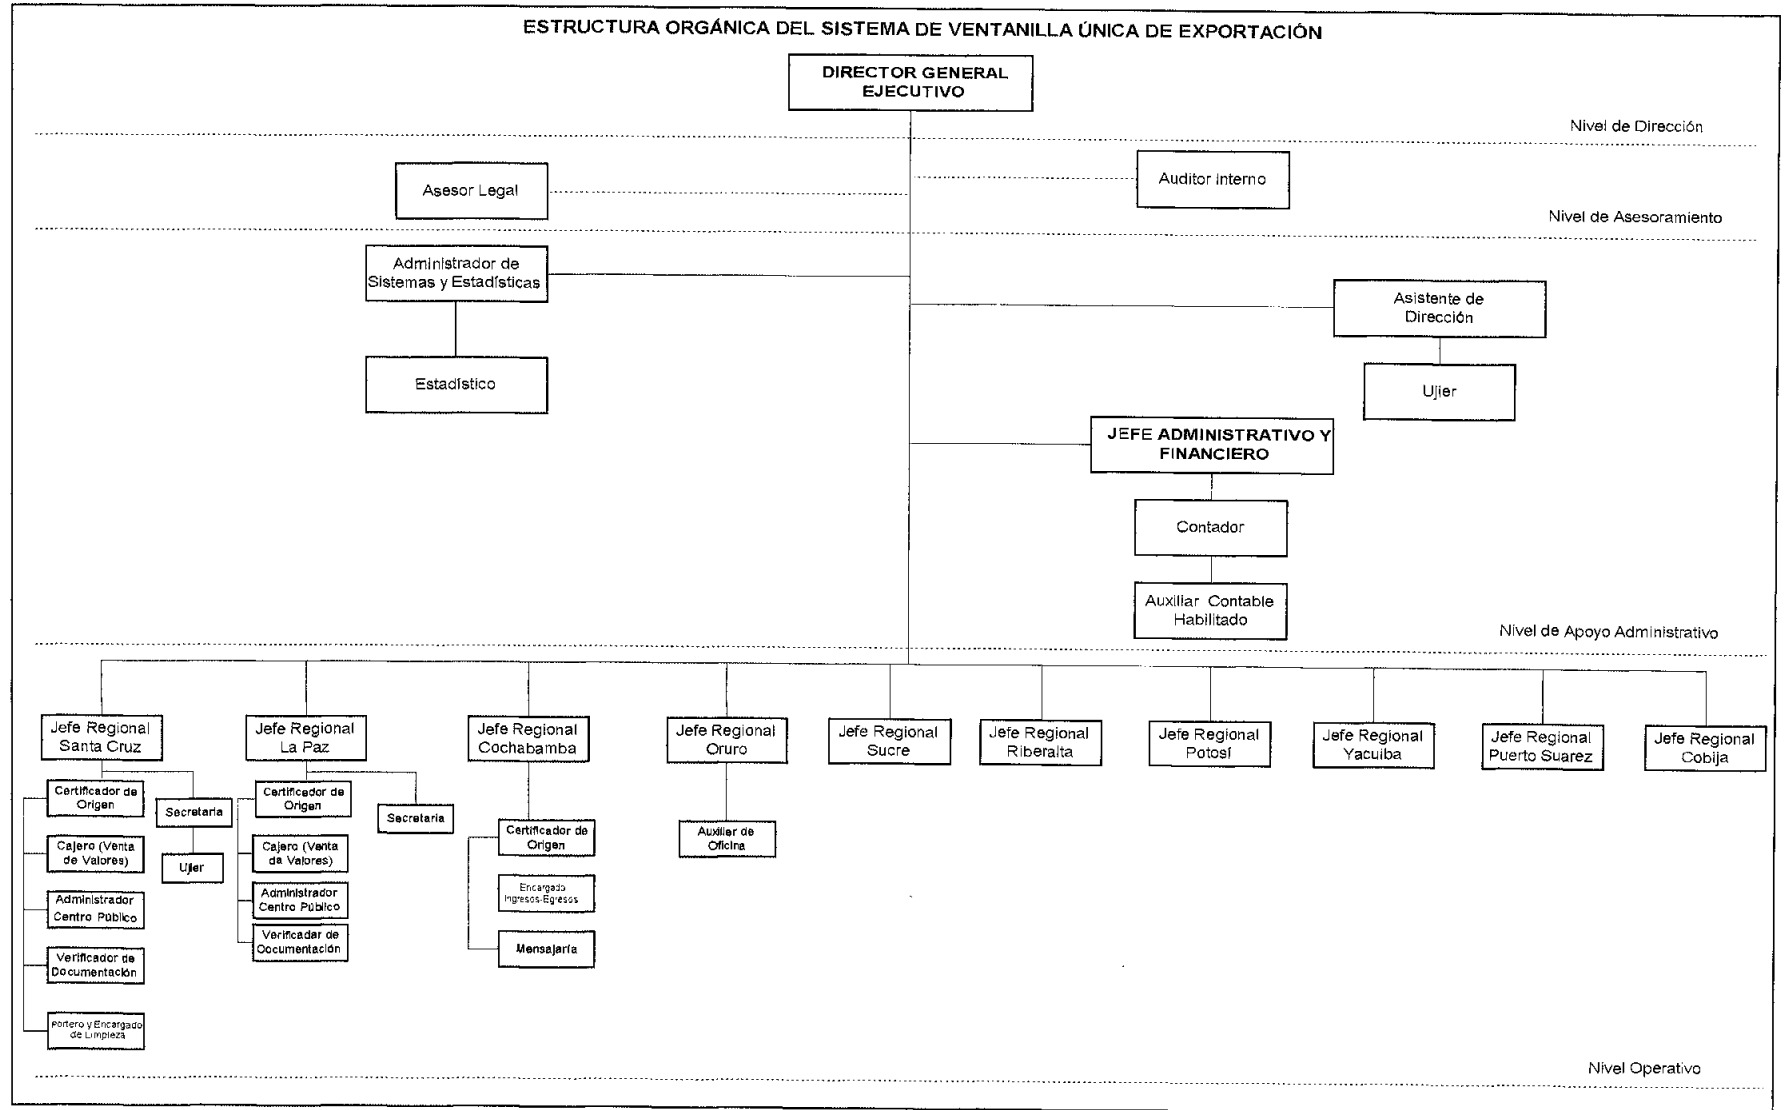 ESTRUCTURA ORGÁNICA DEL SISTEMA DE VENTANILLA ÚNICA DE EXPORTACIÓN
DIRECTOR GENERAL
EJECUTIVO
Nivel de Dirección
Asesor Legal
Auditor Interno
Nivel de Asesoramiento
Administrador de
Sistemas y Estadísticas
Asistente de
Dirección
Estadístico
Ujier
JEFE ADMINISTRATIVO Y
FINANCIERO
Contador
Auxiliar Contable
Habilitado
Nivel de Apoyo Administrativo
Jefe Regional
Santa Cruz
Jefe Regional
La Paz
Jefe Regional
Cochabamba
Jefe Regional
Oruro
Jefe Regional
Sucre
Jefe Regional
Riberalta
Jefe Regional
Potosí
Jefe Regional
Yacuiba
Jefe Regional
Puerto Suarez
Jefe Regional
Cobija
Certificador de
Origen
Secretaria
Cajero (Venta
de Valores)
Ujier
Administrador
Centro Público
Verificador de
Documentación
Portero y Encargado
de Limpieza
Certificador de
Origen
Secretaria
Cajero (Venta
de Valores)
Administrador
Centro Público
Verificador de
Documentación
Certificador de
Origen
Encargado
Ingresos-Egresos
Mensajaría
Auxiliar de
Oficina
Nivel Operativo